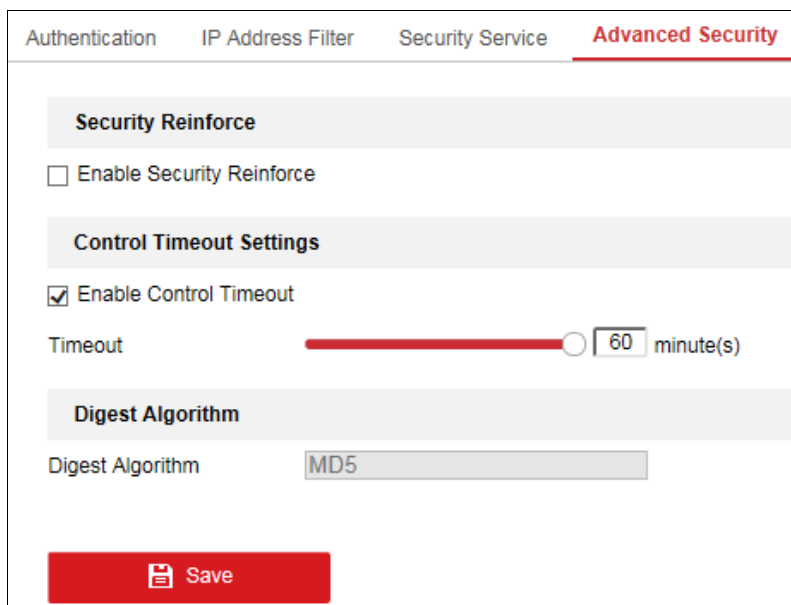 Authentication IP Address Filter Security Service Advanced Security
Security Reinforce
Enable Security Reinforce
Control Timeout Settings
Enable Control Timeout
Timeout 60 minute(s)
Digest Algorithm
Digest Algorithm MD5
Save